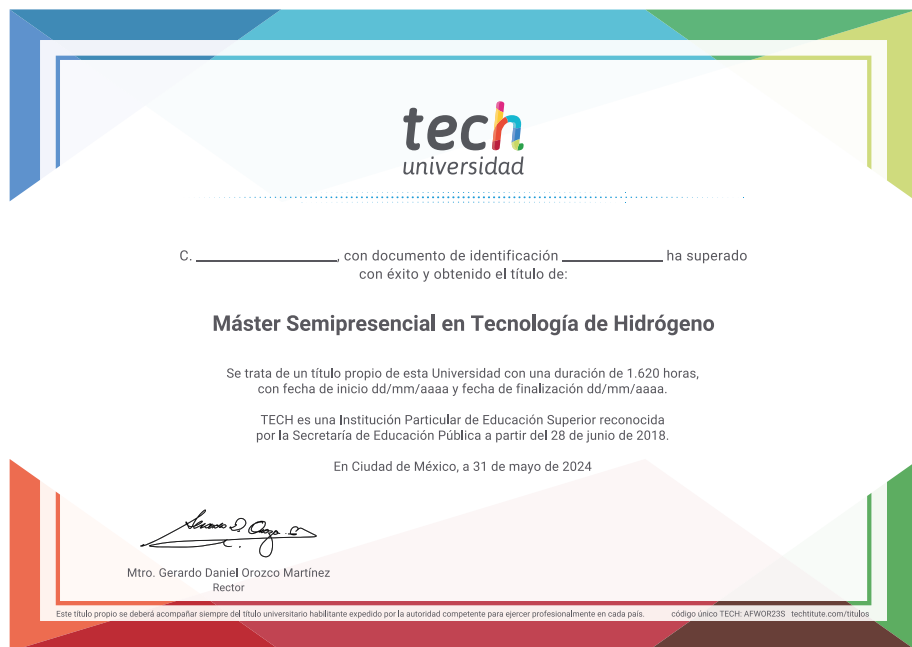 tech
universidad
C. ____________________, con documento de identificación ______________ ha superado
con éxito y obtenido el título de:
Máster Semipresencial en Tecnología de Hidrógeno
Se trata de un título propio de esta Universidad con una duración de 1.620 horas,
con fecha de inicio dd/mm/aaaa y fecha de finalización dd/mm/aaaa.
TECH es una Institución Particular de Educación Superior reconocida
por la Secretaría de Educación Pública a partir del 28 de junio de 2018.
En Ciudad de México, a 31 de mayo de 2024
Mtro. Gerardo Daniel Orozco Martínez
Rector
Este título propio se deberá acompañar siempre del título universitario habilitante expedido por la autoridad competente para ejercer profesionalmente en cada país. código único TECH: AFWOR23S techtitute.com/titulos